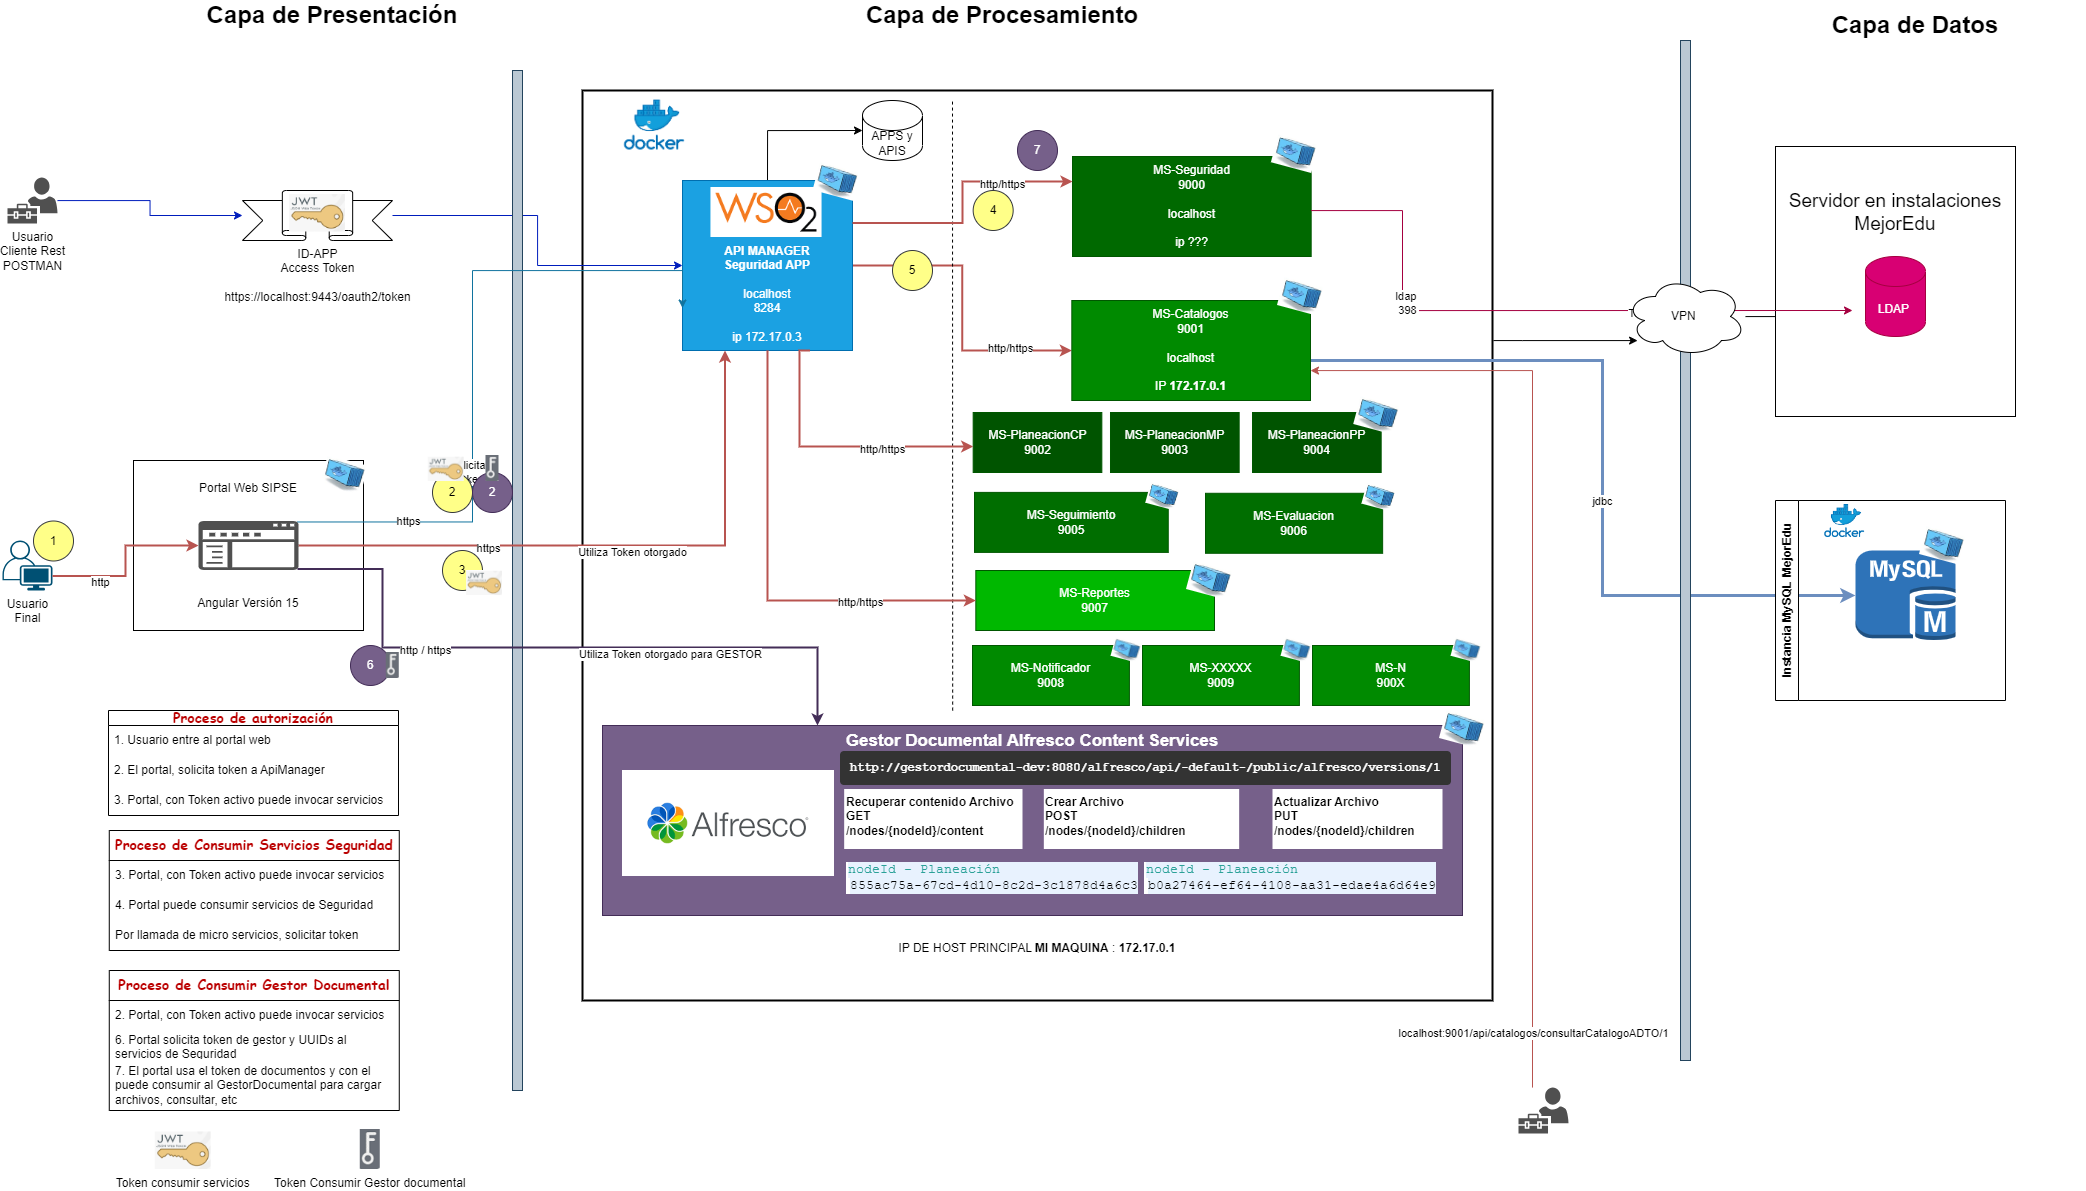 Capa de Presentación
Capa de Procesamiento
Capa de Datos
Usuario
Cliente Rest
POSTMAN
JWT
ID-APP
Access Token
https://localhost:9443/oauth2/token
docker
APPS y
APIS
WSO2
API MANAGER
Seguridad APP
localhost
8284
ip 172.17.0.3
7
http/https
4
5
http/https
MS-Seguridad
9000
localhost
ip ???
MS-Catalogos
9001
localhost
IP 172.17.0.1
ldap
398
VPN
Servidor en instalaciones
MejorEdu
LDAP
http/https
MS-PlaneacionCP
9002
MS-PlaneacionMP
9003
MS-PlaneacionPP
9004
MS-Seguimiento
9005
MS-Evaluacion
9006
http/https
MS-Reportes
9007
MS-Notificador
9008
MS-XXXXX
9009
MS-N
900X
jdbc
Instancia MySQL MejorEdu
docker
MySQL
M
Portal Web SIPSE
Angular Versión 15
1
Usuario
Final
http
JWT
licita
2
2
https
https
3
JWT
Utiliza Token otorgado
6
http / https
Utiliza Token otorgado para GESTOR
Gestor Documental Alfresco Content Services
http://gestordocumental-dev:8080/alfresco/api/-default-/public/alfresco/versions/1
Alfresco
Recuperar contenido Archivo
GET
/nodes/{nodeId}/content
Crear Archivo
POST
/nodes/{nodeId}/children
Actualizar Archivo
PUT
/nodes/{nodeId}/children
nodeId - Planeación
855ac75a-67cd-4d10-8c2d-3c1878d4a6c3
nodeId - Planeación
b0a27464-ef64-4108-aa31-edae4a6d64e9
IP DE HOST PRINCIPAL MI MAQUINA : 172.17.0.1
localhost:9001/api/catalogos/consultarCatalogoADTO/1
Proceso de autorización
1. Usuario entre al portal web
2. El portal, solicita token a ApiManager
3. Portal, con Token activo puede invocar servicios
Proceso de Consumir Servicios Seguridad
3. Portal, con Token activo puede invocar servicios
4. Portal puede consumir servicios de Seguridad
Por llamada de micro servicios, solicitar token
Proceso de Consumir Gestor Documental
2. Portal, con Token activo puede invocar servicios
6. Portal solicita token de gestor y UUIDs al
servicios de Seguridad
7. El portal usa el token de documentos y con el
puede consumir al GestorDocumental para cargar
archivos, consultar, etc
JWT
Token consumir servicios
Token Consumir Gestor documental